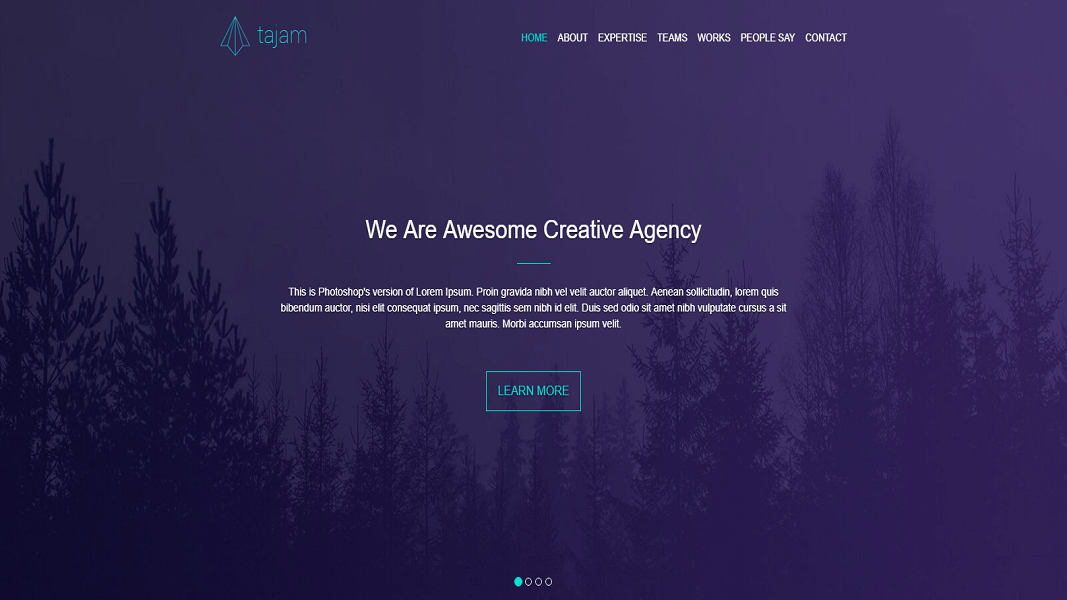 tajam
HOME ABOUT EXPERTISE TEAMS WORKS PEOPLE SAY CONTACT
We Are Awesome Creative Agency
This is Photoshop's version of Lorem Ipsum. Proin gravida nibh vel velit auctor aliquet. Aenean sollicitudin, lorem quis
bibendum auctor, nisi elit consequat ipsum, nec sagittis sem nibh id elit. Duis sed odio sit amet nibh vulputate cursus a sit
amet mauris. Morbi accumsan ipsum velit.
LEARN MORE